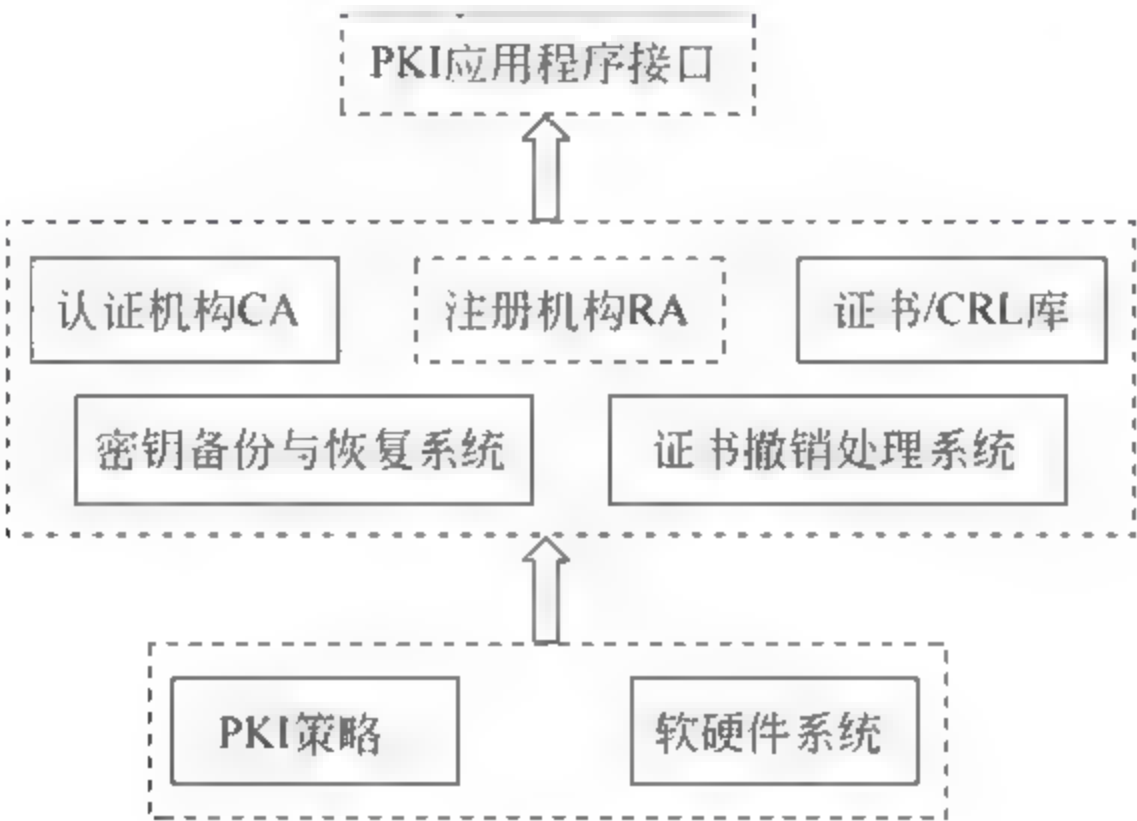 PKI应用程序接口
认证机构CA
注册机构RA
证书/CRL库
密钥备份与恢复系统
证书撤销处理系统
PKI策略
软硬件系统